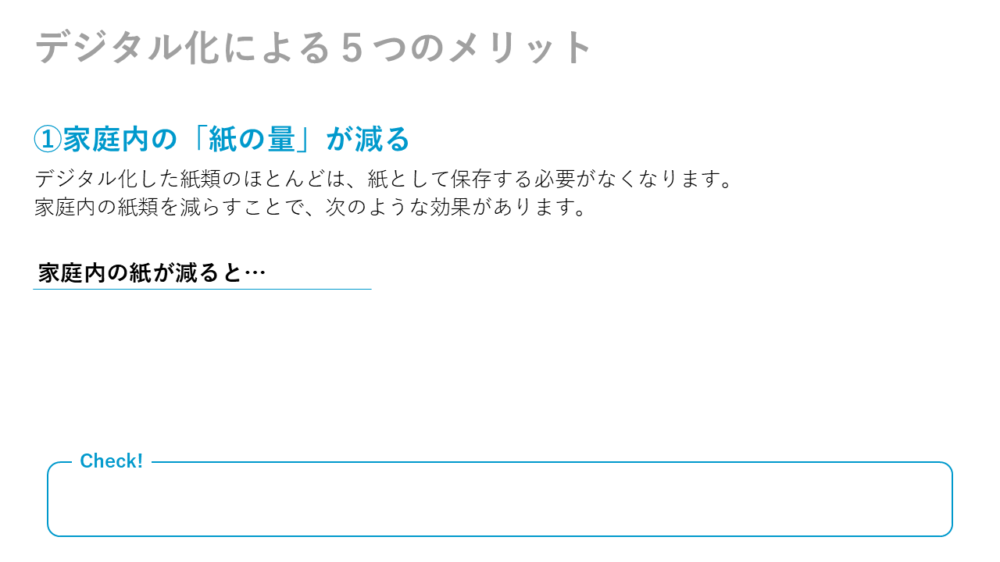 デジタル化による５つのメリット
①家庭内の「紙の量」が減る
デジタル化した紙類のほとんどは、紙として保存する必要がなくなります。
家庭内の紙類を減らすことで、次のような効果があります。
家庭内の紙が減ると…
Check!